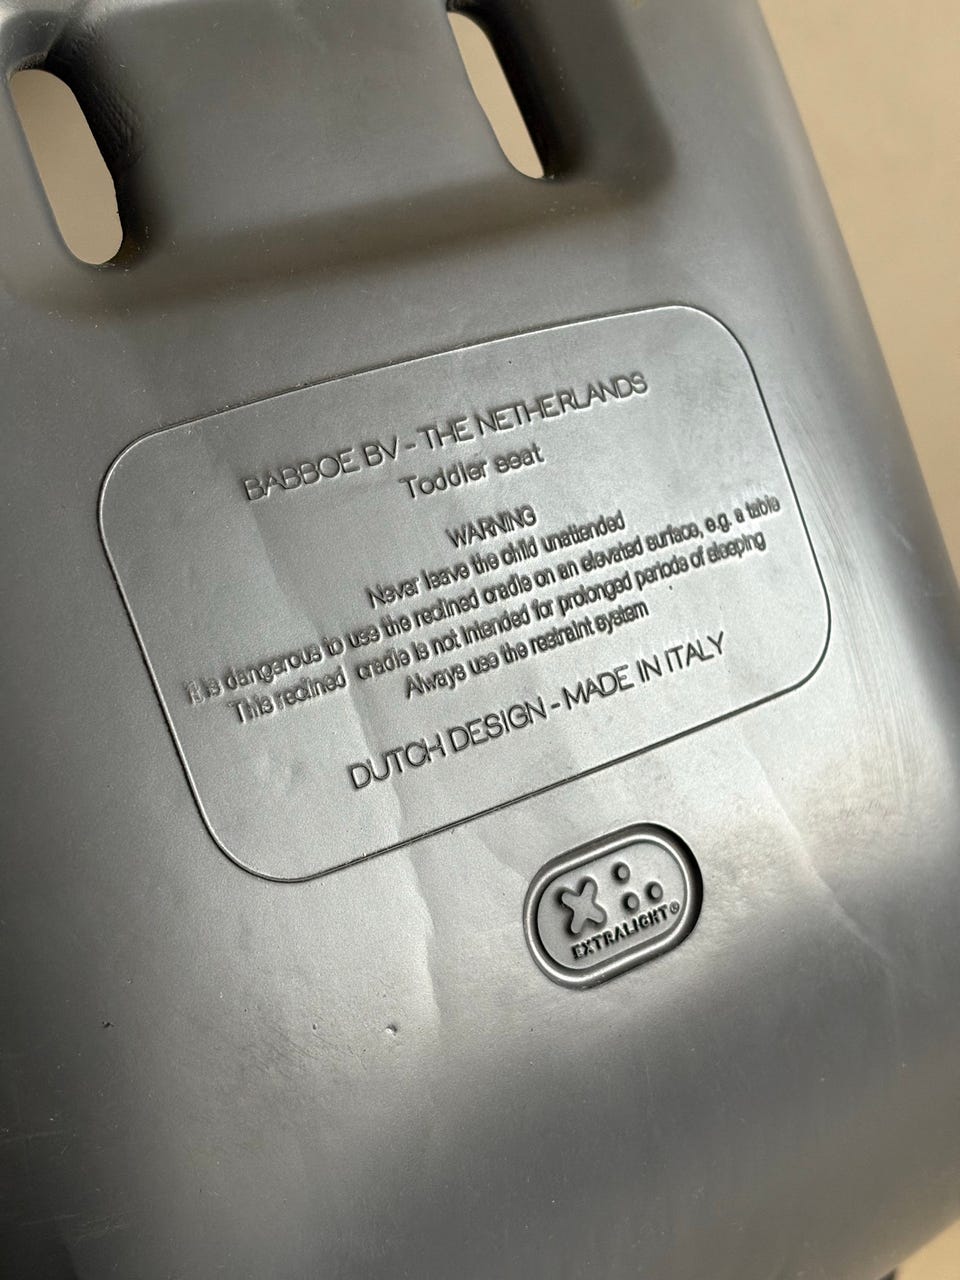 BABBOE BV - THE NETHERLANDS
Toddler seat
WARNING
Never leave the child unattended
It is dangerous to use the reclined cradle on an elevated surface, e.g. a table
This reclined cradle is not intended for prolonged periods of sleeping
Always use the restraint system
DUTCH DESIGN - MADE IN ITALY
EXTRALIGHT®